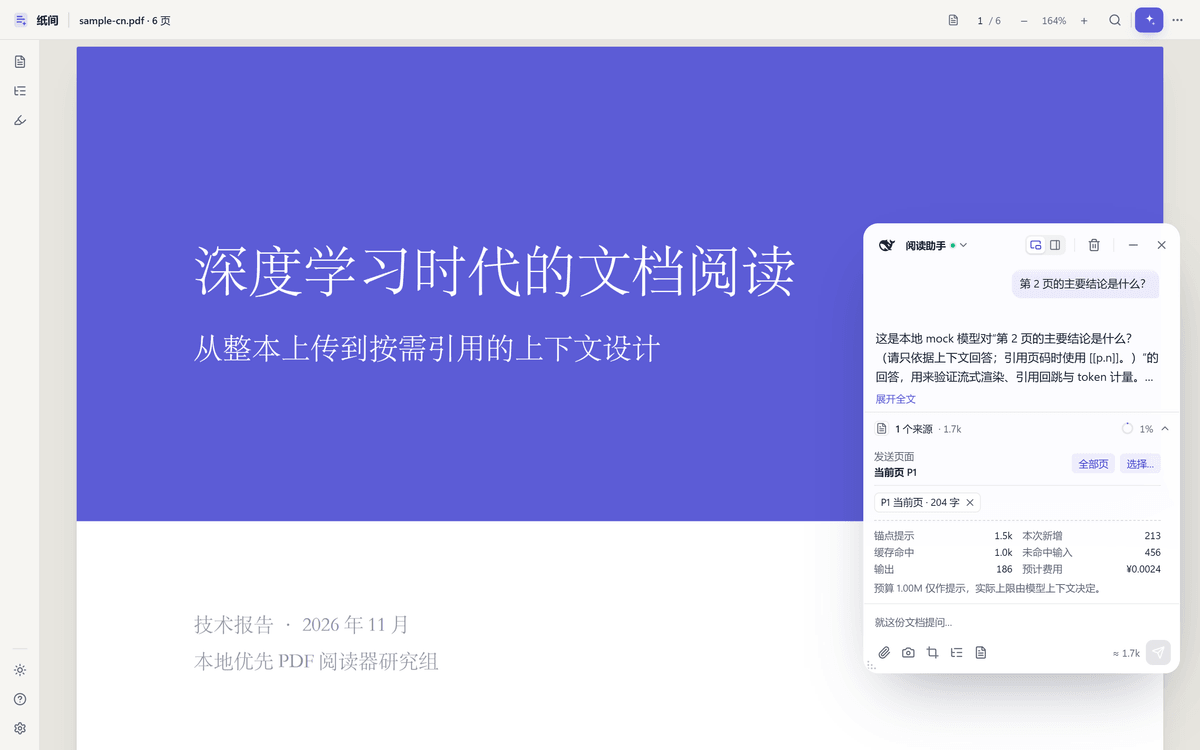 纸间
sample-cn.pdf · 6 页
1 / 6
164%
深度学习时代的文档阅读
从整本上传到按需引用的上下文设计
技术报告 · 2026 年 11 月
本地优先 PDF 阅读器研究组
阅读助手
第 2 页的主要结论是什么？
这是本地 mock 模型对“第 2 页的主要结论是什么？
（请只依据上下文回答；引用页码时使用 [[p.n]]。）”的
回答，用来验证流式渲染、引用回跳与 token 计量。...
展开全文
1 个来源 · 1.7k
1%
发送页面
当前页 P1
全部页
选择...
P1 当前页 · 204 字
锚点提示 1.5k 本次新增 213
缓存命中 1.0k 未命中输入 456
输出 186 预计费用 ¥0.0024
预算 1.00M 仅作提示，实际上限由模型上下文决定。
就这份文档提问...
≈ 1.7k